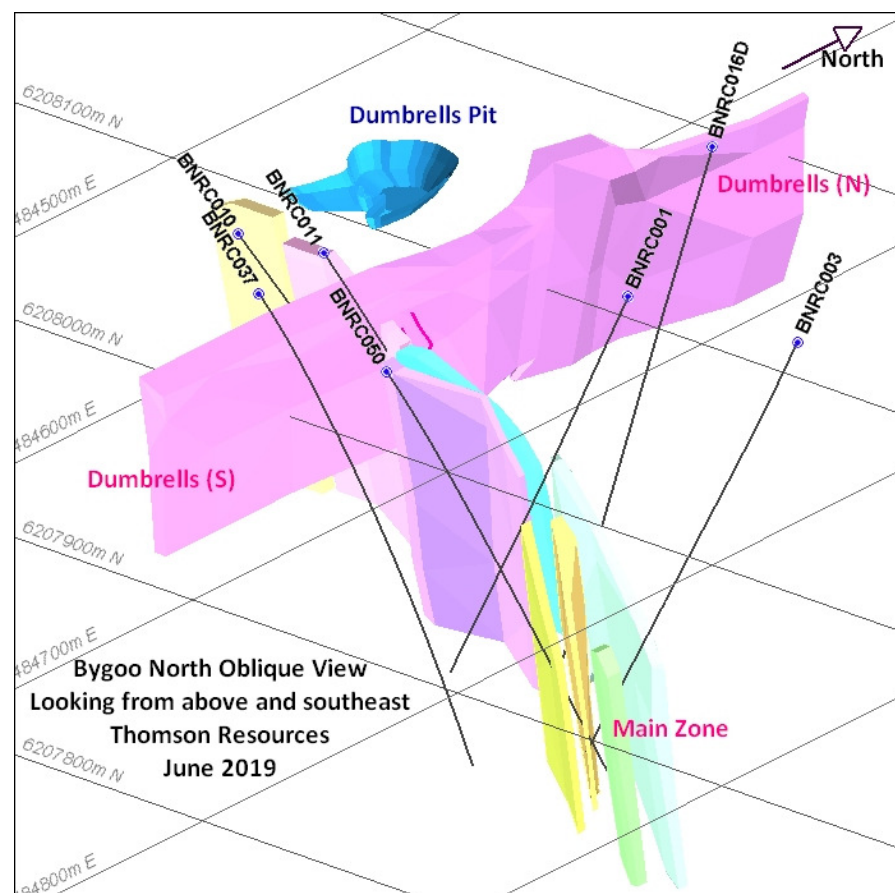 North
BNRC016D
6208100m N
Dumbrells Pit
BNRC010
BNRC011
Dumbrells (N)
484500m E
BNRC037
BNRC001
BNRC003
6208000m N
BNRC050
484600m E
Dumbrells (S)
6207900m N
484700m E
Bygoo North Oblique View
Looking from above and southeast
Thomson Resources
June 2019
Main Zone
6207800m N
484800m E